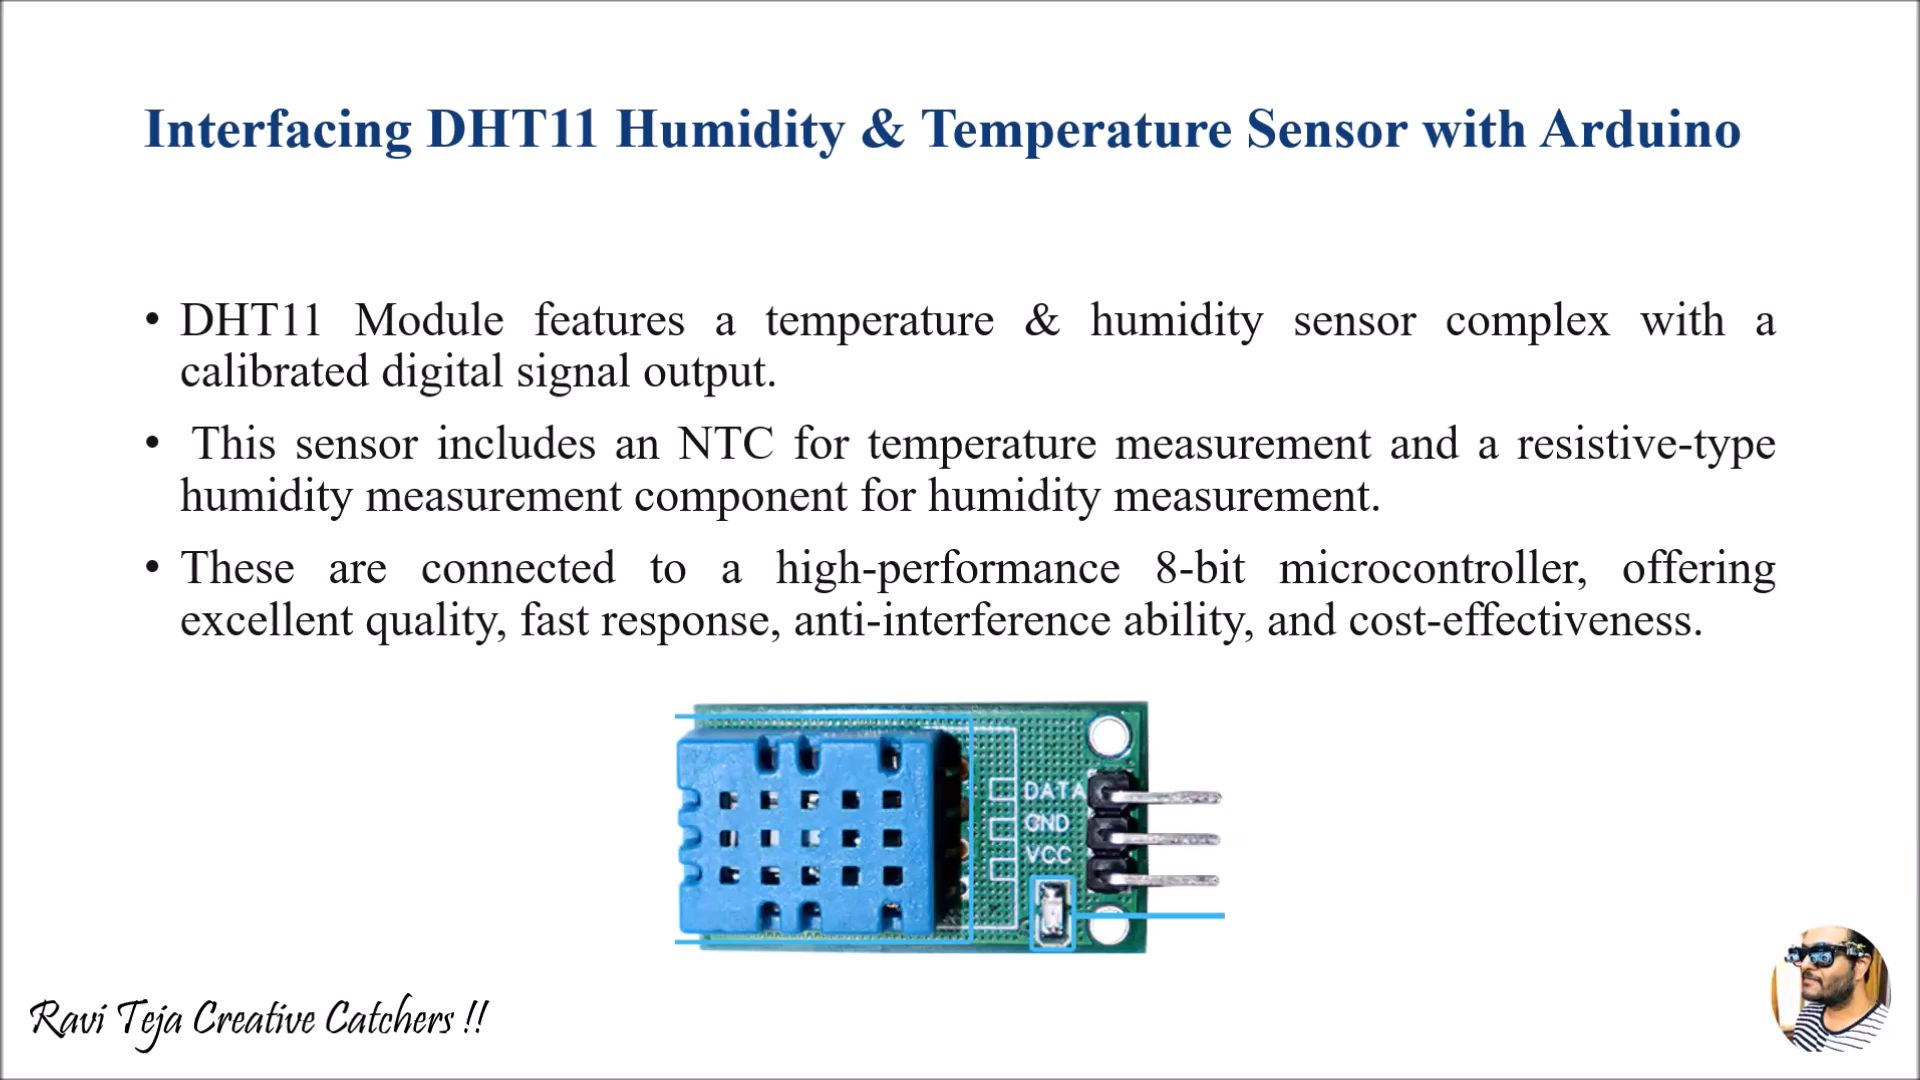 Interfacing DHT11 Humidity & Temperature Sensor with Arduino
• DHT11 Module features a temperature & humidity sensor complex with a
calibrated digital signal output.
• This sensor includes an NTC for temperature measurement and a resistive-type
humidity measurement component for humidity measurement.
• These are connected to a high-performance 8-bit microcontroller, offering
excellent quality, fast response, anti-interference ability, and cost-effectiveness.
DATA
GND
VCC
Ravi Teja Creative Catchers !!